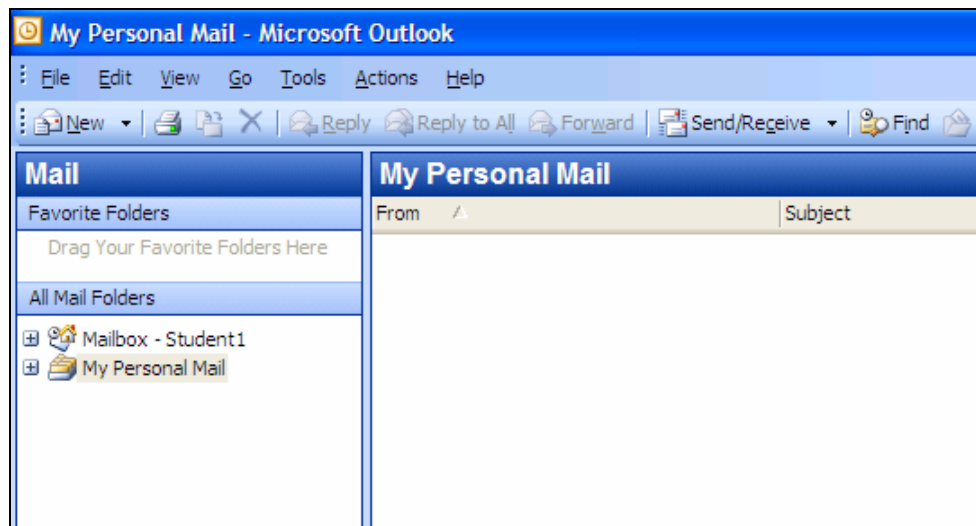 My Personal Mail - Microsoft Outlook
File Edit View Go Tools Actions Help
New Reply Reply to All Forward Send/Receive Find
Mail My Personal Mail
Favorite Folders From Subject
Drag Your Favorite Folders Here
All Mail Folders
Mailbox - Student1
My Personal Mail